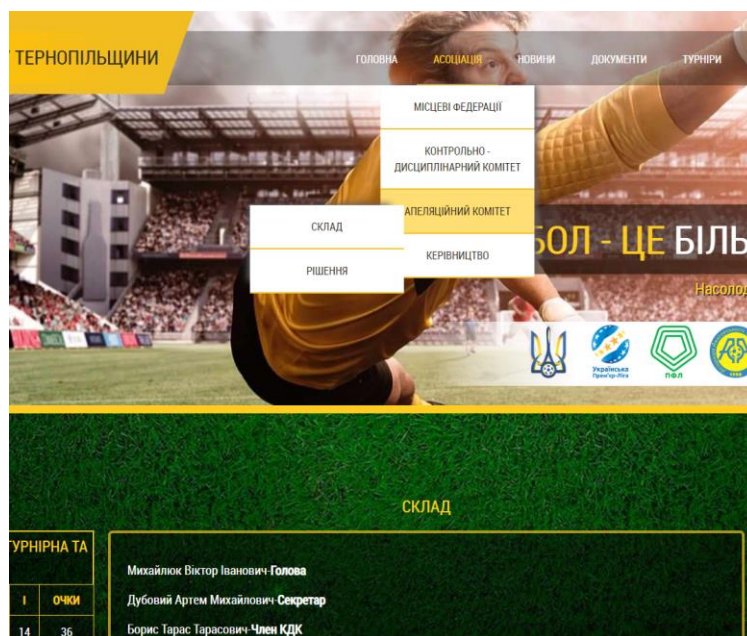 ТЕРНОПІЛЬЩИНИ
ГОЛОВНА АСОЦІАЦІЯ НОВИНИ ДОКУМЕНТИ ТУРНІРИ
МІСЦЕВІ ФЕДЕРАЦІЇ
КОНТРОЛЬНО -
ДИСЦИПЛІНАРНИЙ КОМІТЕТ
АПЕЛЯЦІЙНИЙ КОМІТЕТ
СКЛАД
КЕРІВНИЦТВО
РІШЕННЯ
БОЛ - ЦЕ БІЛЬ
Насолод
Українська
Прем'єр-Ліга
ПФЛ
СКЛАД
ТУРНІРНА ТА
І ОЧКИ
14 36
Михайлюк Віктор Іванович-Голова
Дубовий Артем Михайлович-Секретар
Борис Тарас Тарасович-Член КДК